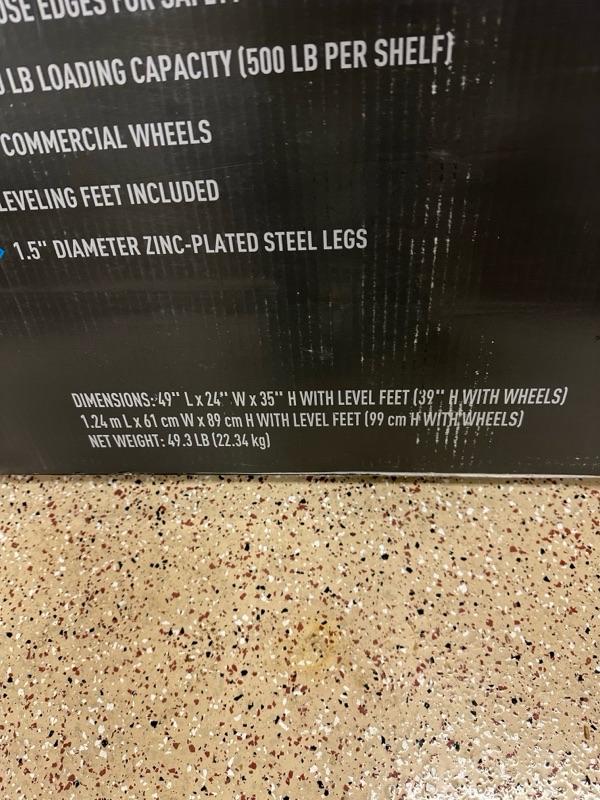 EDGES FOR
LB LOADING CAPACITY (500 LB PER SHELF)
COMMERCIAL WHEELS
LEVELING FEET INCLUDED
1.5" DIAMETER ZINC-PLATED STEEL LEGS
DIMENSIONS: 49" L x 24" W x 35" H WITH LEVEL FEET (39" H WITH WHEELS)
1.24 m L x 61 cm W x 89 cm H WITH LEVEL FEET (99 cm H WITH WHEELS)
NET WEIGHT: 49.3 LB (22.34 kg)